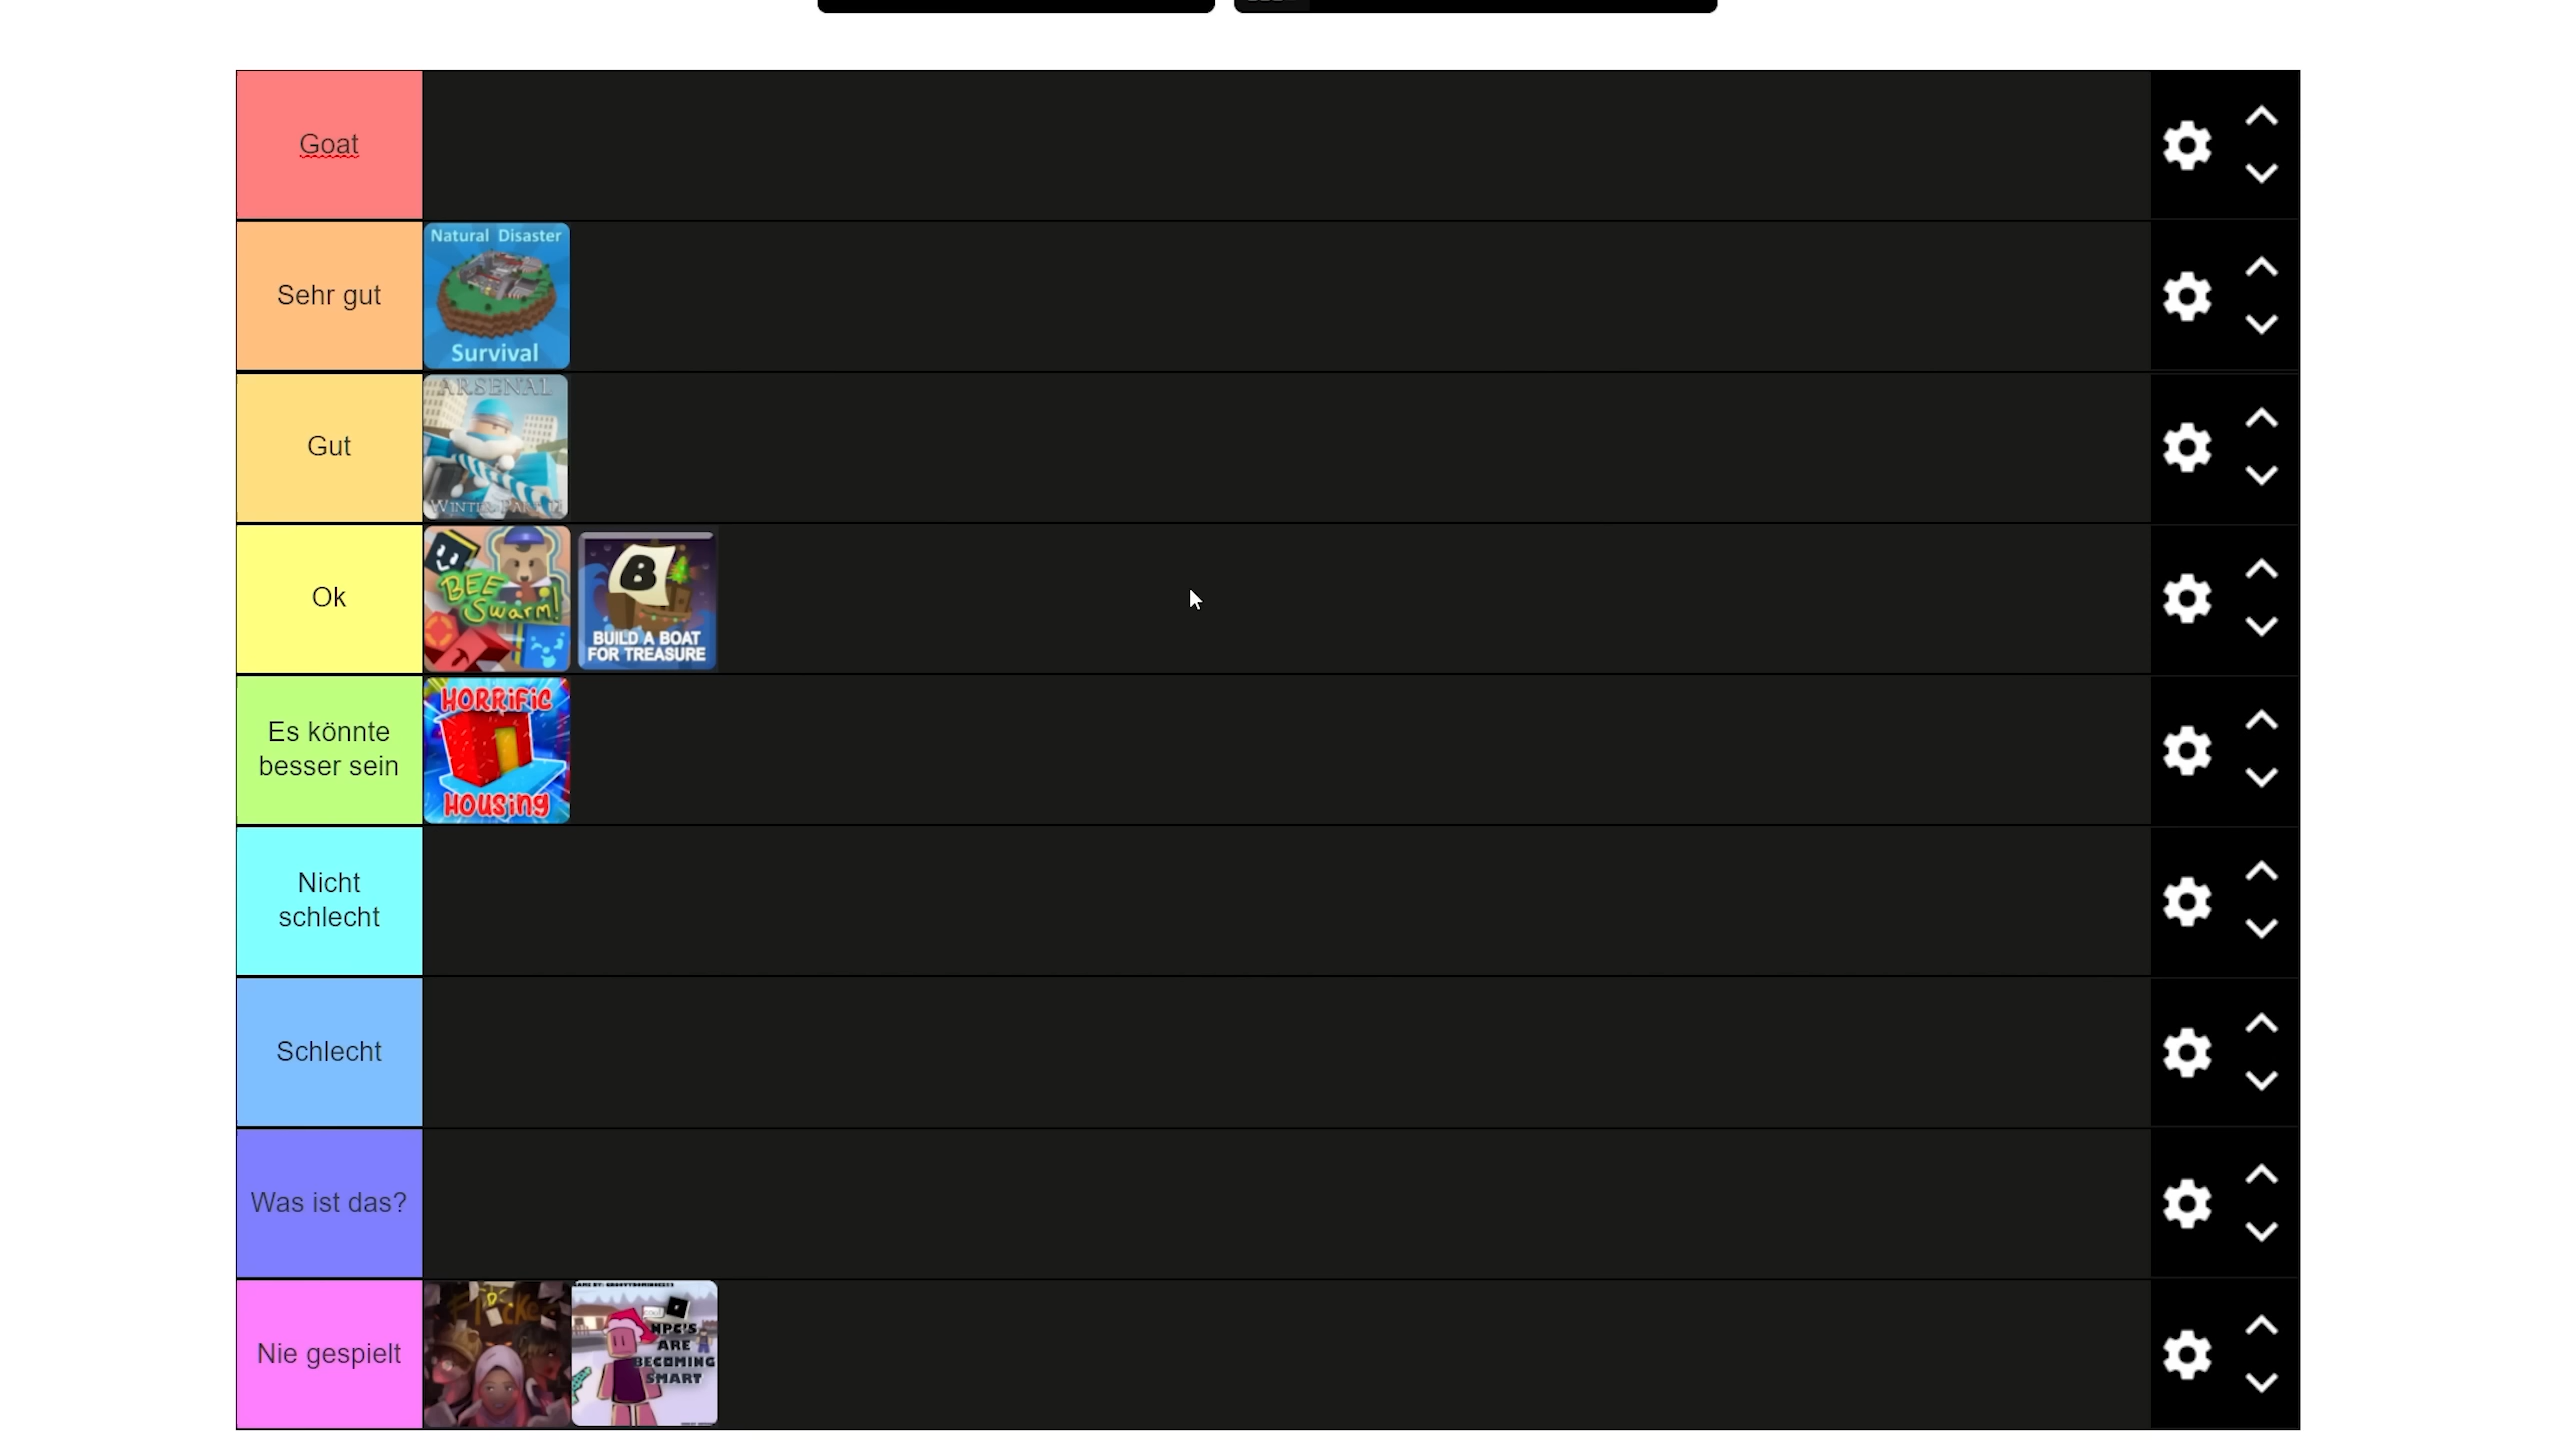 Goat
Sehr gut
Natural Disaster
Survival
Gut
ARSENAL
Ok
BEE
Swarm!
B
BUILD A BOAT
FOR TREASURE
Es könnte
besser sein
HORRiFiC
HOUSing
Nicht
schlecht
Schlecht
Was ist das?
Nie gespielt
Flicker
NPC'S
ARE
BECOMING
SMART